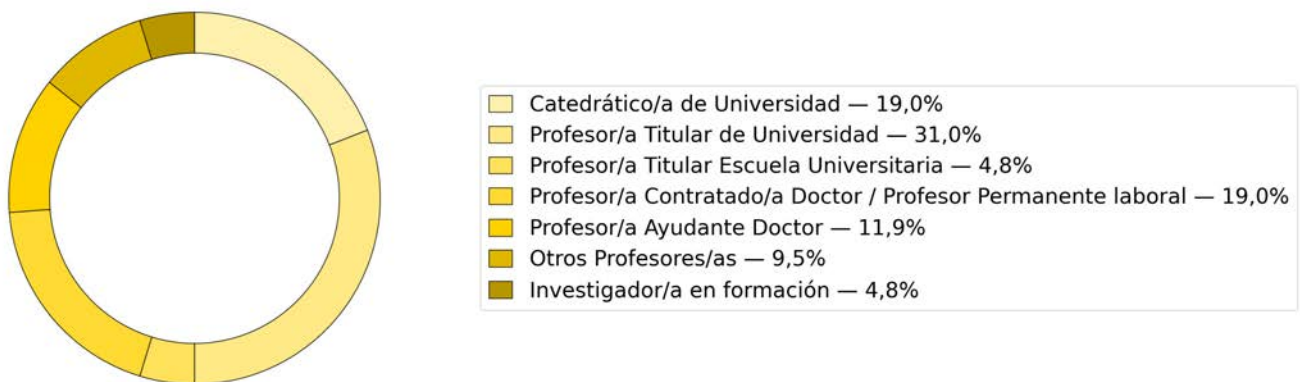 Catedrático/a de Universidad — 19,0%
Profesor/a Titular de Universidad — 31,0%
Profesor/a Titular Escuela Universitaria — 4,8%
Profesor/a Contratado/a Doctor / Profesor Permanente laboral — 19,0%
Profesor/a Ayudante Doctor — 11,9%
Otros Profesores/as — 9,5%
Investigador/a en formación — 4,8%